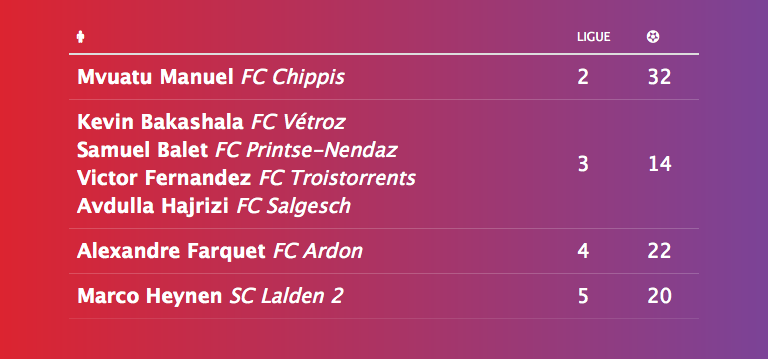 LIGUE
Mvuatu Manuel FC Chippis 2 32
Kevin Bakashala FC Vétroz
Samuel Balet FC Printse-Nendaz
Victor Fernandez FC Troistorrents
Avdulla Hajrizi FC Salgesch
3 14
Alexandre Farquet FC Ardon 4 22
Marco Heynen SC Lalden 2 5 20